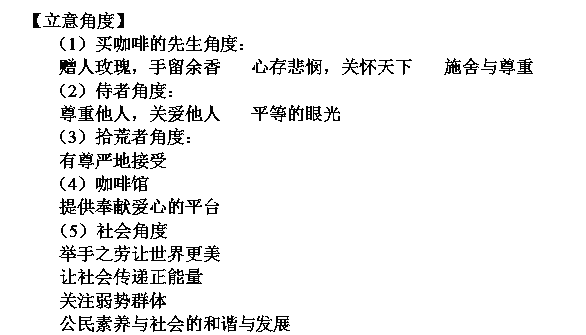 【立意角度】
（1）买咖啡的先生角度：
赠人玫瑰，手留余香 心存悲悯，关怀天下 施舍与尊重
（2）侍者角度：
尊重他人，关爱他人 平等的眼光
（3）拾荒者角度：
有尊严地接受
（4）咖啡馆
提供奉献爱心的平台
（5）社会角度
举手之劳让世界更美
让社会传递正能量
关注弱势群体
公民素养与社会的和谐与发展